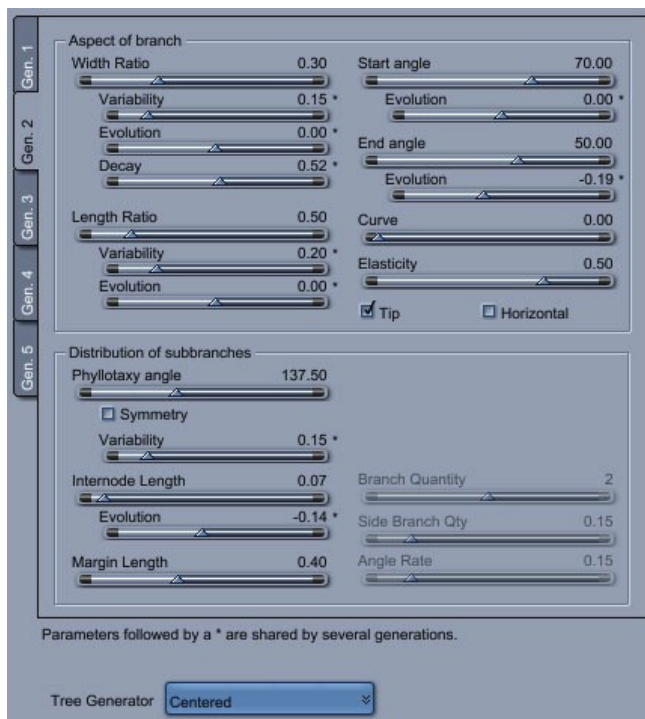 Gen. 1
Gen. 2
Gen. 3
Gen. 4
Gen. 5
Aspect of branch
Width Ratio 0.30
Variability 0.15 *
Evolution 0.00 *
Decay 0.52 *
Length Ratio 0.50
Variability 0.20 *
Evolution 0.00 *
Start angle 70.00
Evolution 0.00 *
End angle 50.00
Evolution -0.19 *
Curve 0.00
Elasticity 0.50
Tip Horizontal
Distribution of subbranches
Phyllotaxy angle 137.50
Symmetry
Variability 0.15 *
Internode Length 0.07
Evolution -0.14 *
Margin Length 0.40
Branch Quantity 2
Side Branch Qty 0.15
Angle Rate 0.15
Parameters followed by a * are shared by several generations.
Tree Generator Centered